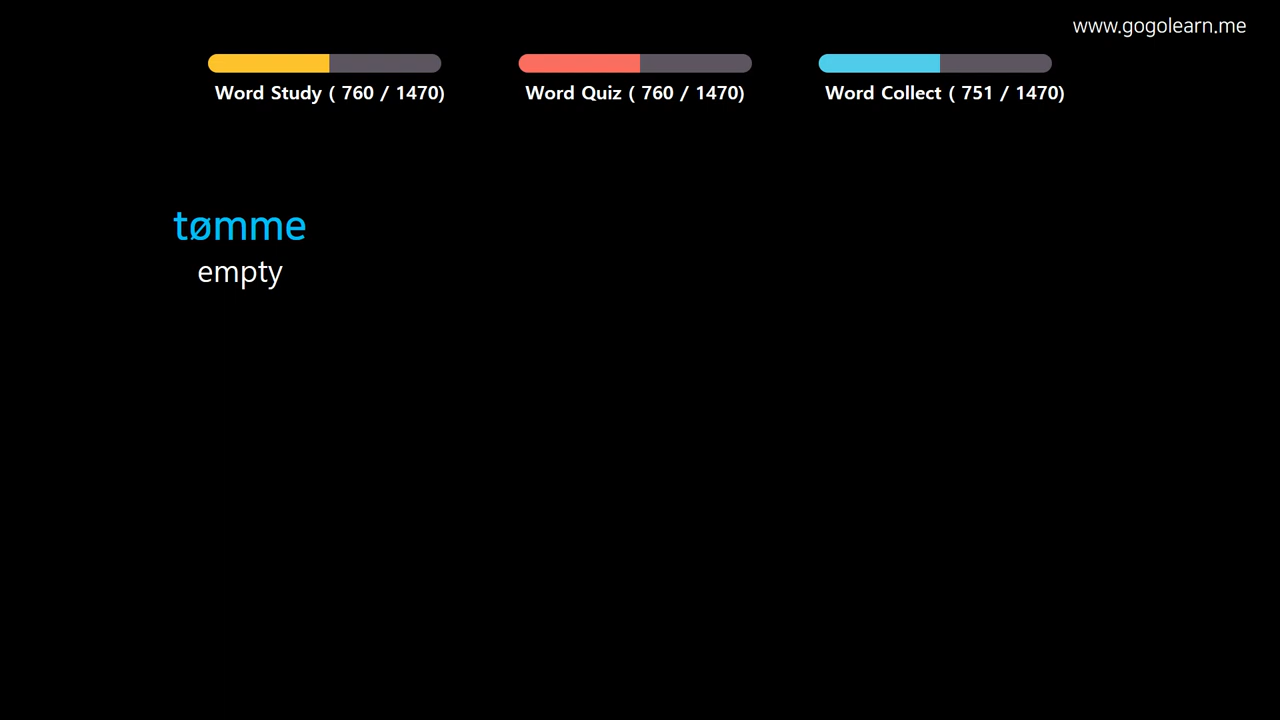 www.gogolearn.me
Word Study ( 760 / 1470)
Word Quiz ( 760 / 1470)
Word Collect ( 751 / 1470)
tømme
empty